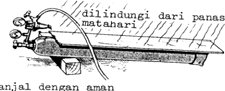 dilindungi dari panas
matahari
anjal dengan aman